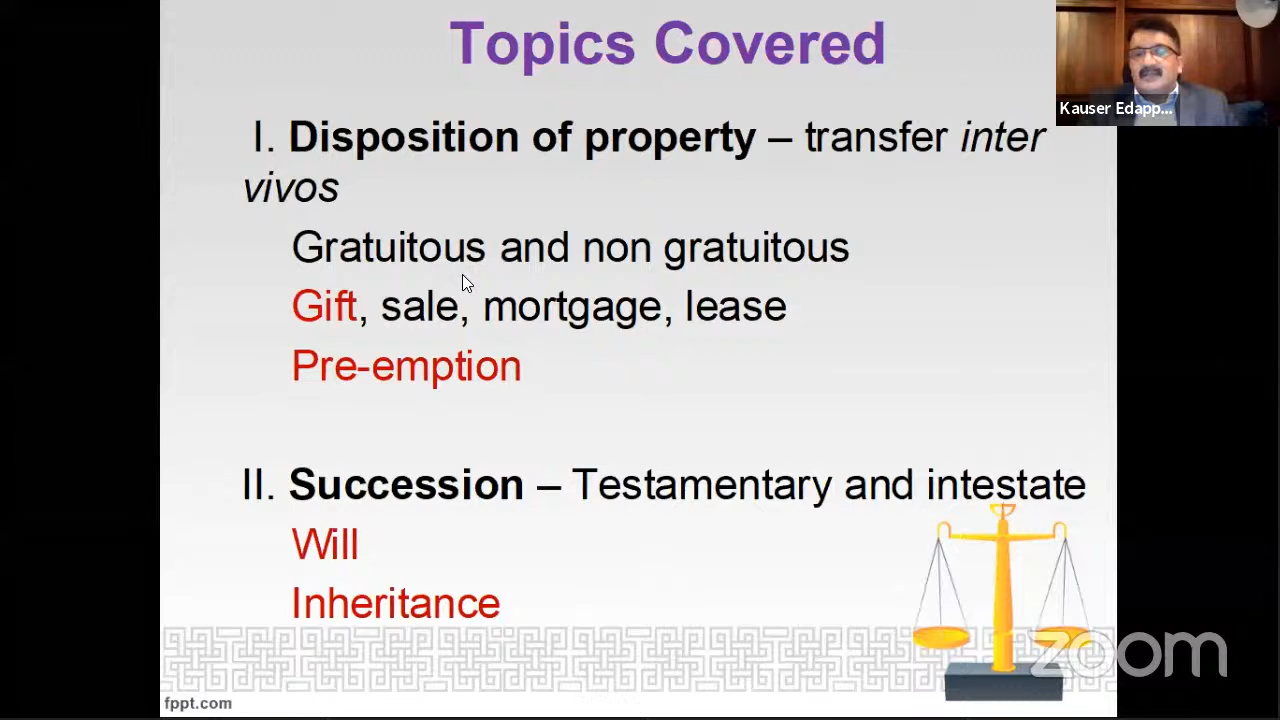 Topics Covered
Kauser Edapp...
I. Disposition of property – transfer inter
vivos
Gratuitous and non gratuitous
Gift, sale, mortgage, lease
Pre-emption
II. Succession – Testamentary and intestate
Will
Inheritance
zoom
fppt.com